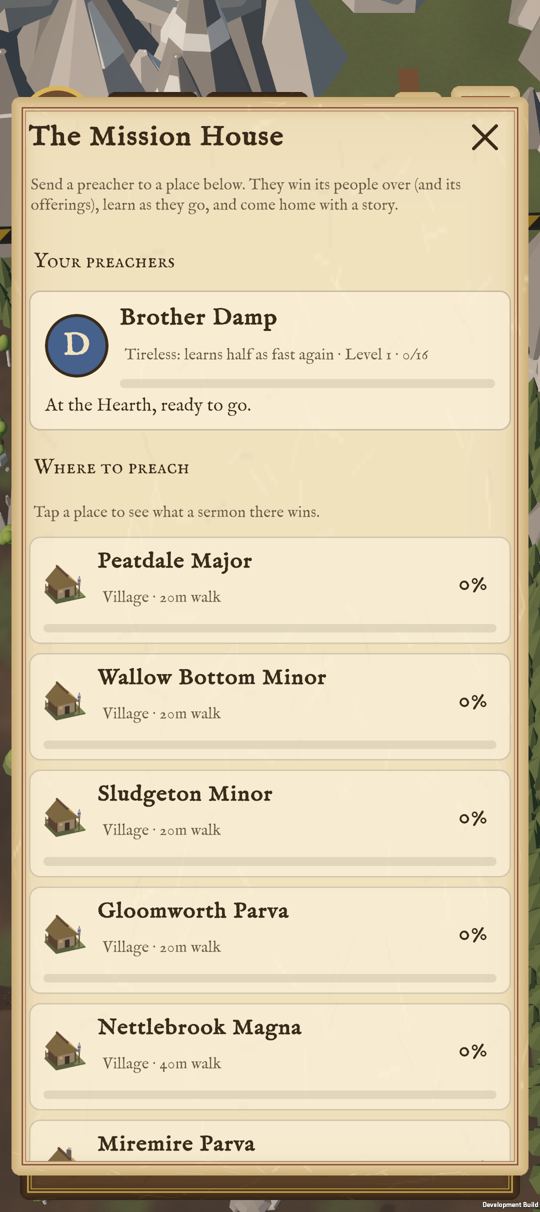 The Mission House
Send a preacher to a place below. They win its people over (and its
offerings), learn as they go, and come home with a story.
Your preachers
D
Brother Damp
Tireless: learns half as fast again · Level 1 · 0/16
At the Hearth, ready to go.
Where to preach
Tap a place to see what a sermon there wins.
Peatdale Major
Village · 20m walk
0%
Wallow Bottom Minor
Village · 20m walk
0%
Sludgeton Minor
Village · 20m walk
0%
Gloomworth Parva
Village · 20m walk
0%
Nettlebrook Magna
Village · 40m walk
0%
Miremire Parva
Development Build